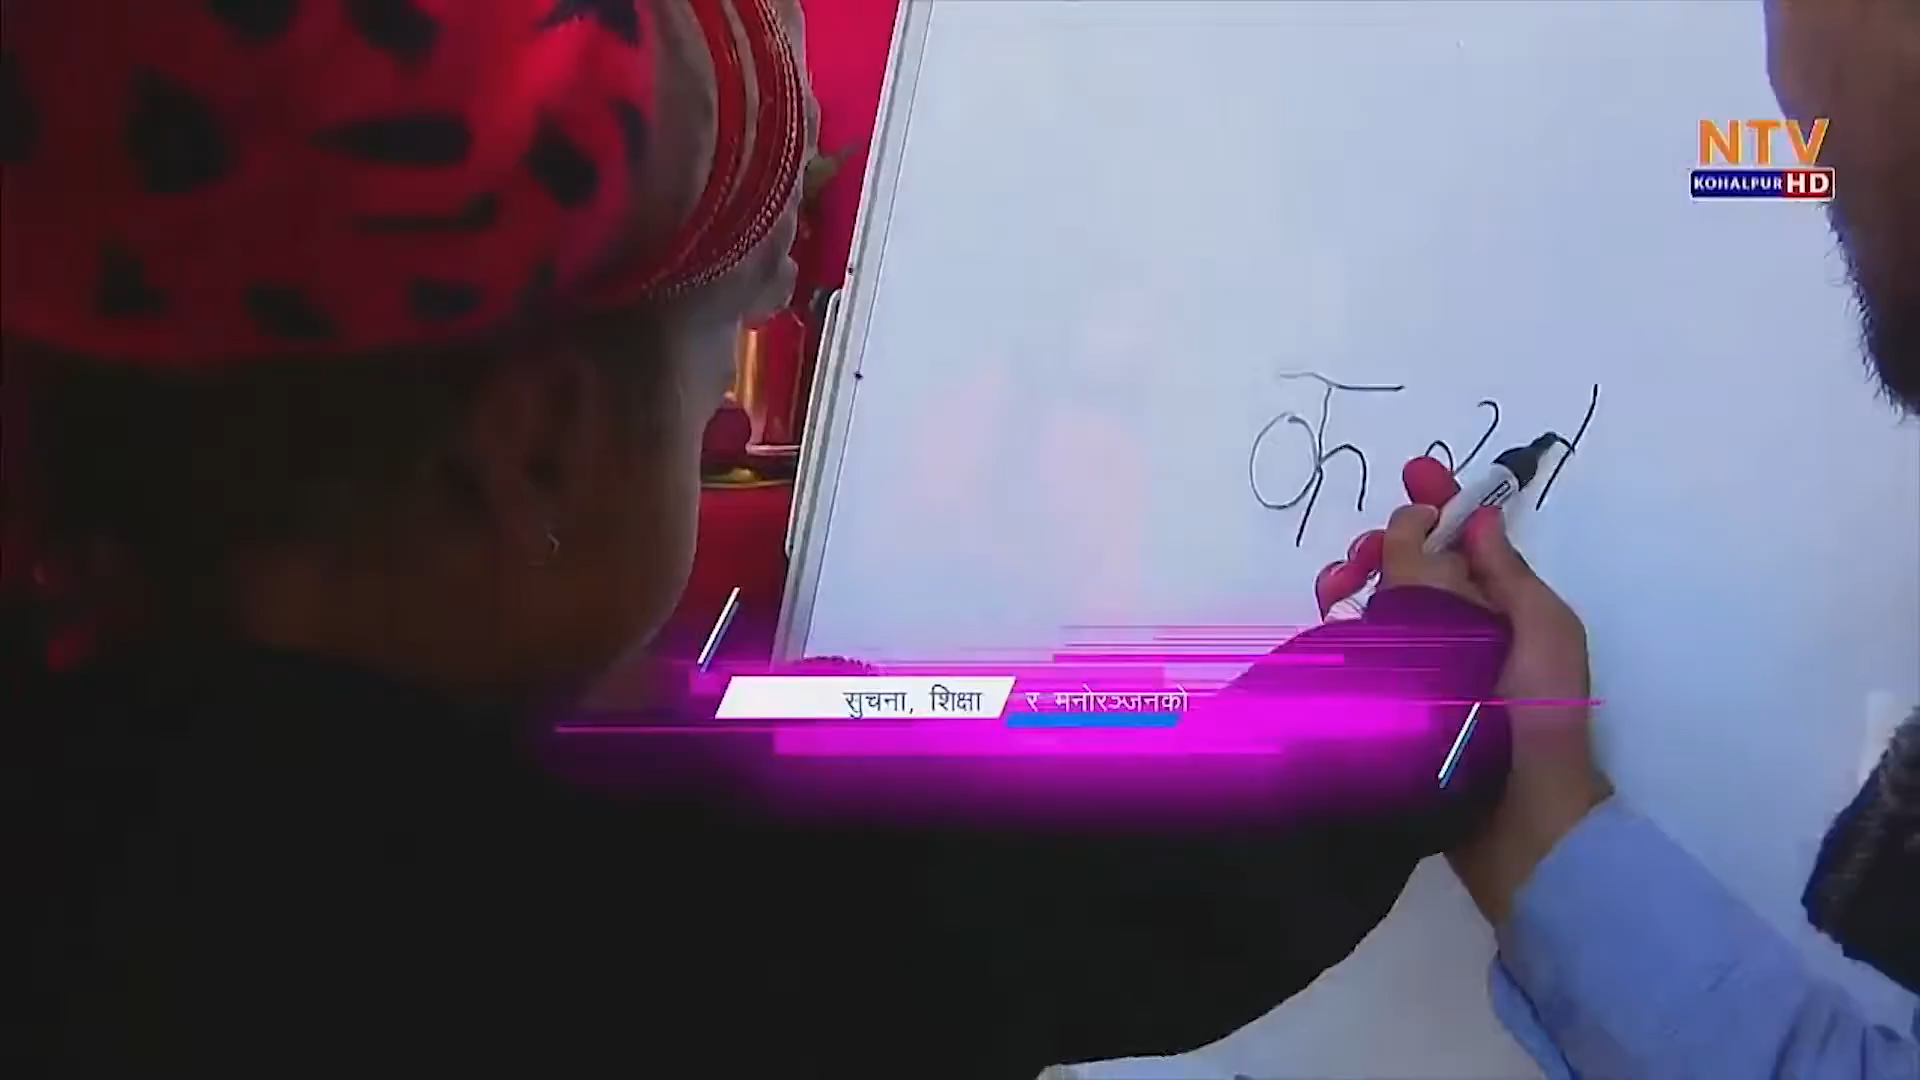 NTV
KOHALPUR HD
क
सुचना, शिक्षा र मनोरञ्जनको